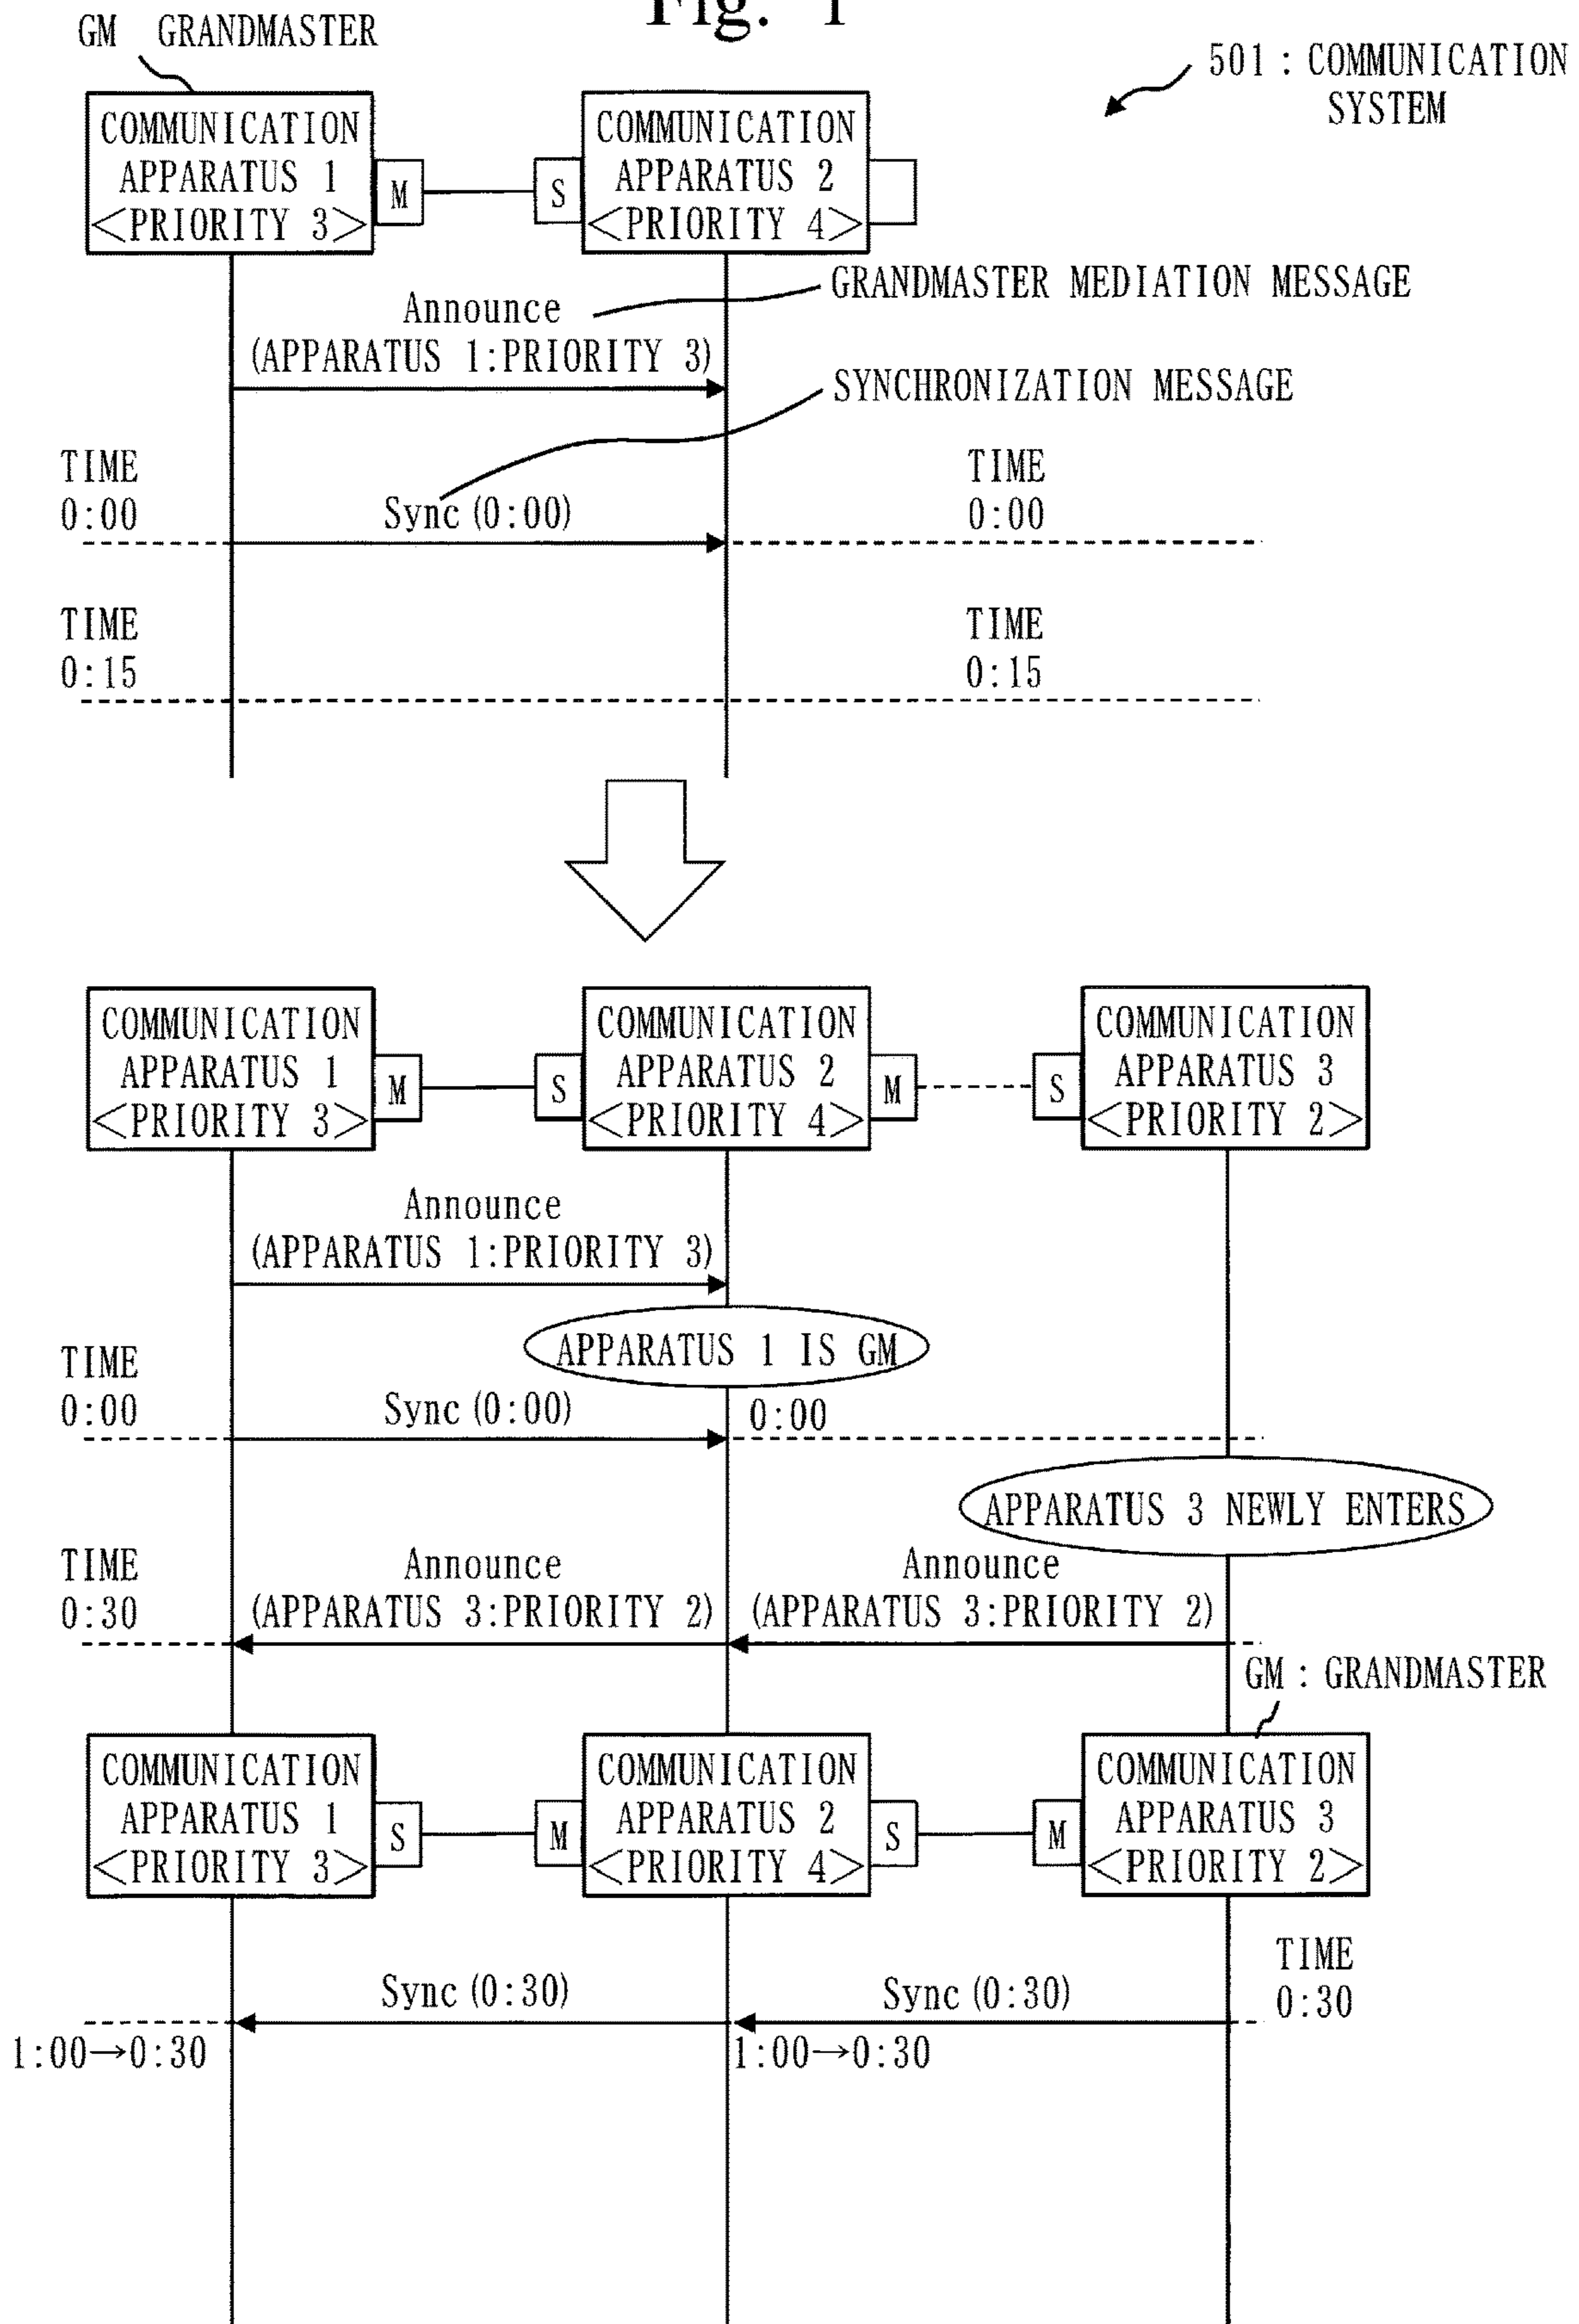 Fig. 1
GM GRANDMASTER
501 : COMMUNICATION
SYSTEM
COMMUNICATION
APPARATUS 1
<PRIORITY 3>
M
S
COMMUNICATION
APPARATUS 2
<PRIORITY 4>
GRANDMASTER MEDIATION MESSAGE
Announce
(APPARATUS 1:PRIORITY 3)
SYNCHRONIZATION MESSAGE
TIME
0:00
Sync (0:00)
TIME
0:00
TIME
0:15
TIME
0:15
COMMUNICATION
APPARATUS 1
<PRIORITY 3>
M
S
COMMUNICATION
APPARATUS 2
<PRIORITY 4>
M
S
COMMUNICATION
APPARATUS 3
<PRIORITY 2>
Announce
(APPARATUS 1:PRIORITY 3)
APPARATUS 1 IS GM
TIME
0:00
Sync (0:00)
0:00
APPARATUS 3 NEWLY ENTERS
TIME
0:30
Announce
(APPARATUS 3:PRIORITY 2)
Announce
(APPARATUS 3:PRIORITY 2)
GM : GRANDMASTER
COMMUNICATION
APPARATUS 1
<PRIORITY 3>
S
M
COMMUNICATION
APPARATUS 2
<PRIORITY 4>
S
M
COMMUNICATION
APPARATUS 3
<PRIORITY 2>
TIME
0:30
Sync (0:30)
Sync (0:30)
1:00→0:30
1:00→0:30